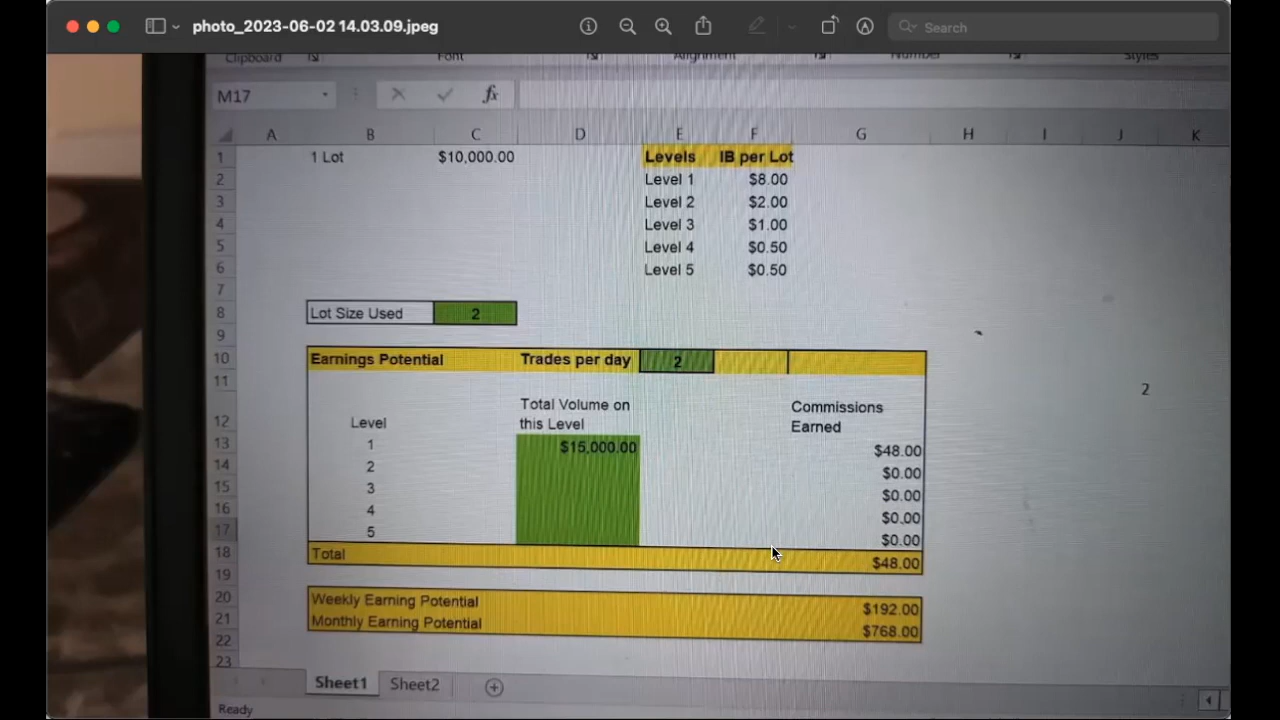 photo_2023-06-02 14.03.09.jpeg
Search
Clipboard Font Alignment Number Styles
M17 fx
A B C D E F G H I J K
1 1 Lot $10,000.00 Levels IB per Lot
2 Level 1 $8.00
3 Level 2 $2.00
4 Level 3 $1.00
5 Level 4 $0.50
6 Level 5 $0.50
7
8 Lot Size Used 2
9
10 Earnings Potential Trades per day 2
11
2
Total Volume on Commissions
12 Level this Level Earned
13 1 $15,000.00 $48.00
14 2 $0.00
15 3 $0.00
16 4 $0.00
17 5 $0.00
18 Total $48.00
19
20 Weekly Earning Potential $192.00
21 Monthly Earning Potential $768.00
22
23
Sheet1 Sheet2
Ready